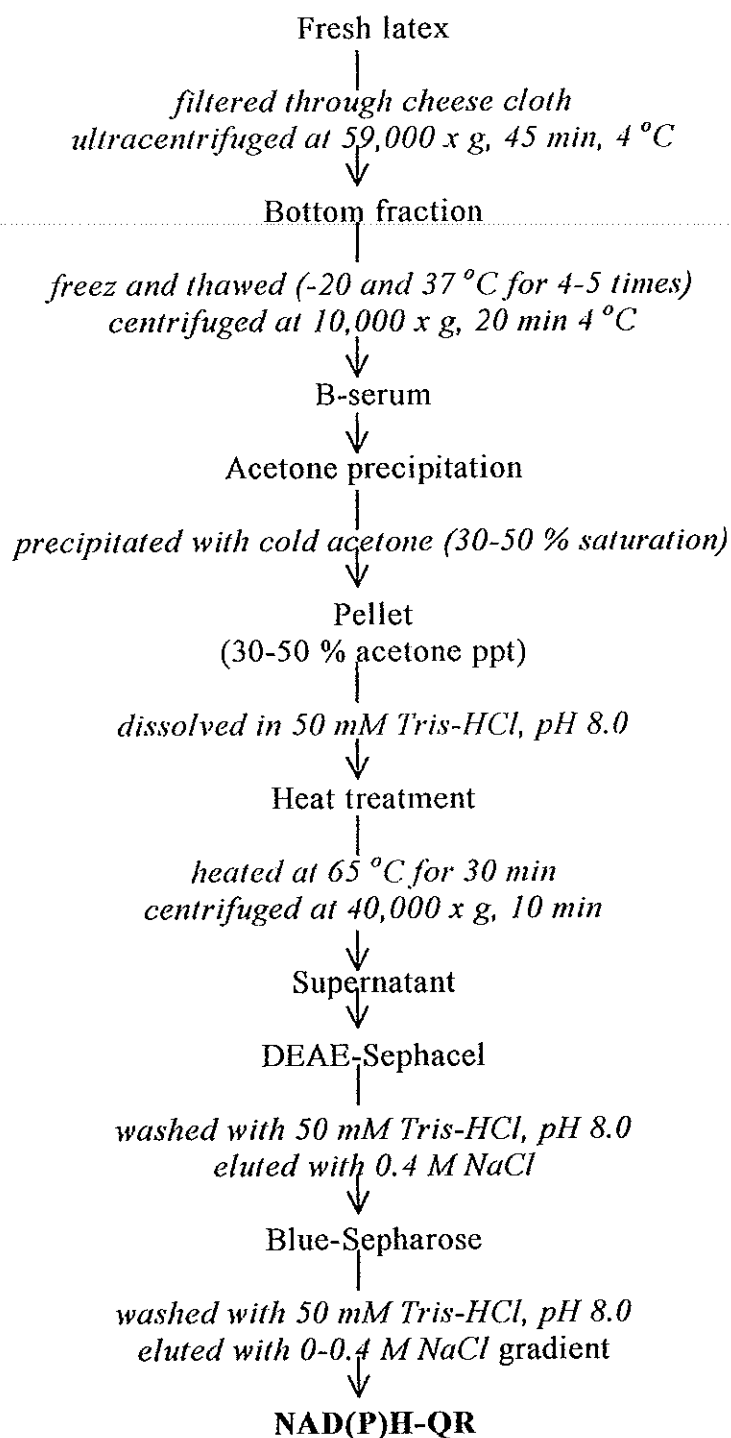 Fresh latex
filtered through cheese cloth
ultracentrifuged at 59,000 x g, 45 min, 4 °C
Bottom fraction
freez and thawed (-20 and 37 °C for 4-5 times)
centrifuged at 10,000 x g, 20 min 4 °C
B-serum
Acetone precipitation
precipitated with cold acetone (30-50 % saturation)
Pellet
(30-50 % acetone ppt)
dissolved in 50 mM Tris-HCl, pH 8.0
Heat treatment
heated at 65 °C for 30 min
centrifuged at 40,000 x g, 10 min
Supernatant
DEAE-Sephacel
washed with 50 mM Tris-HCl, pH 8.0
eluted with 0.4 M NaCl
Blue-Sepharose
washed with 50 mM Tris-HCl, pH 8.0
eluted with 0-0.4 M NaCl gradient
NAD(P)H-QR